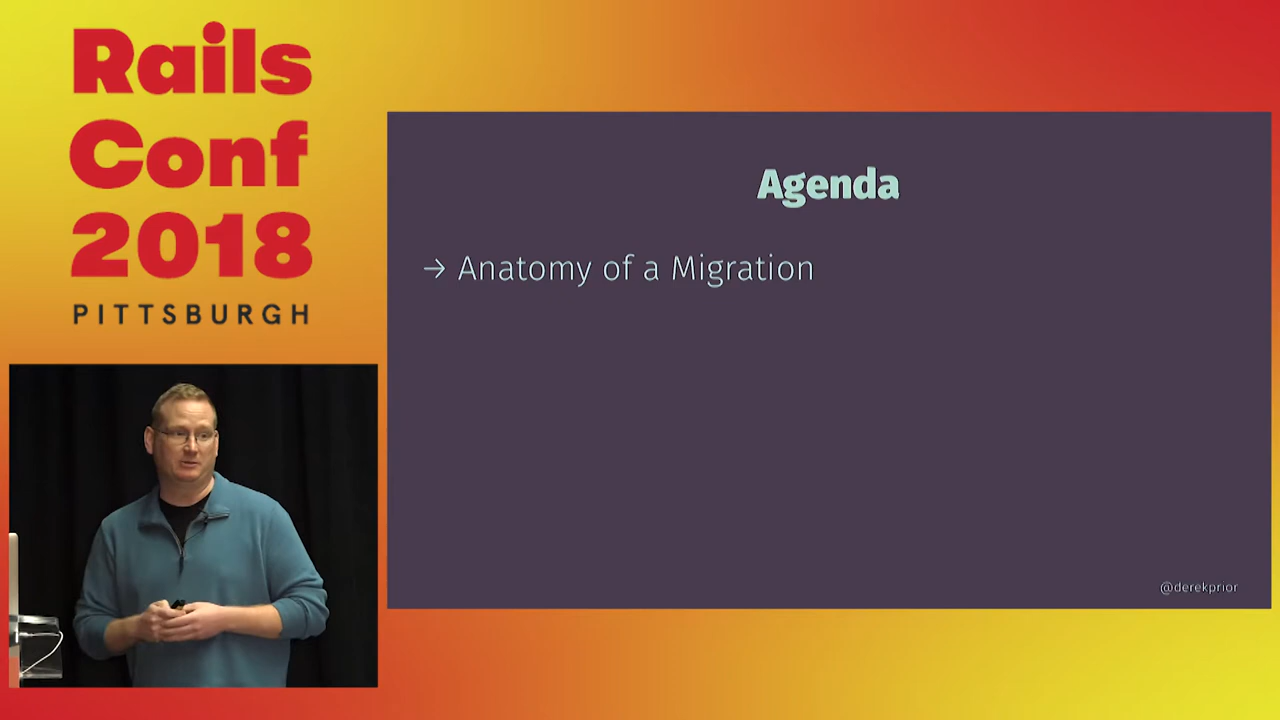 Rails
Conf
2018
PITTSBURGH
Agenda
→ Anatomy of a Migration
@derekprior